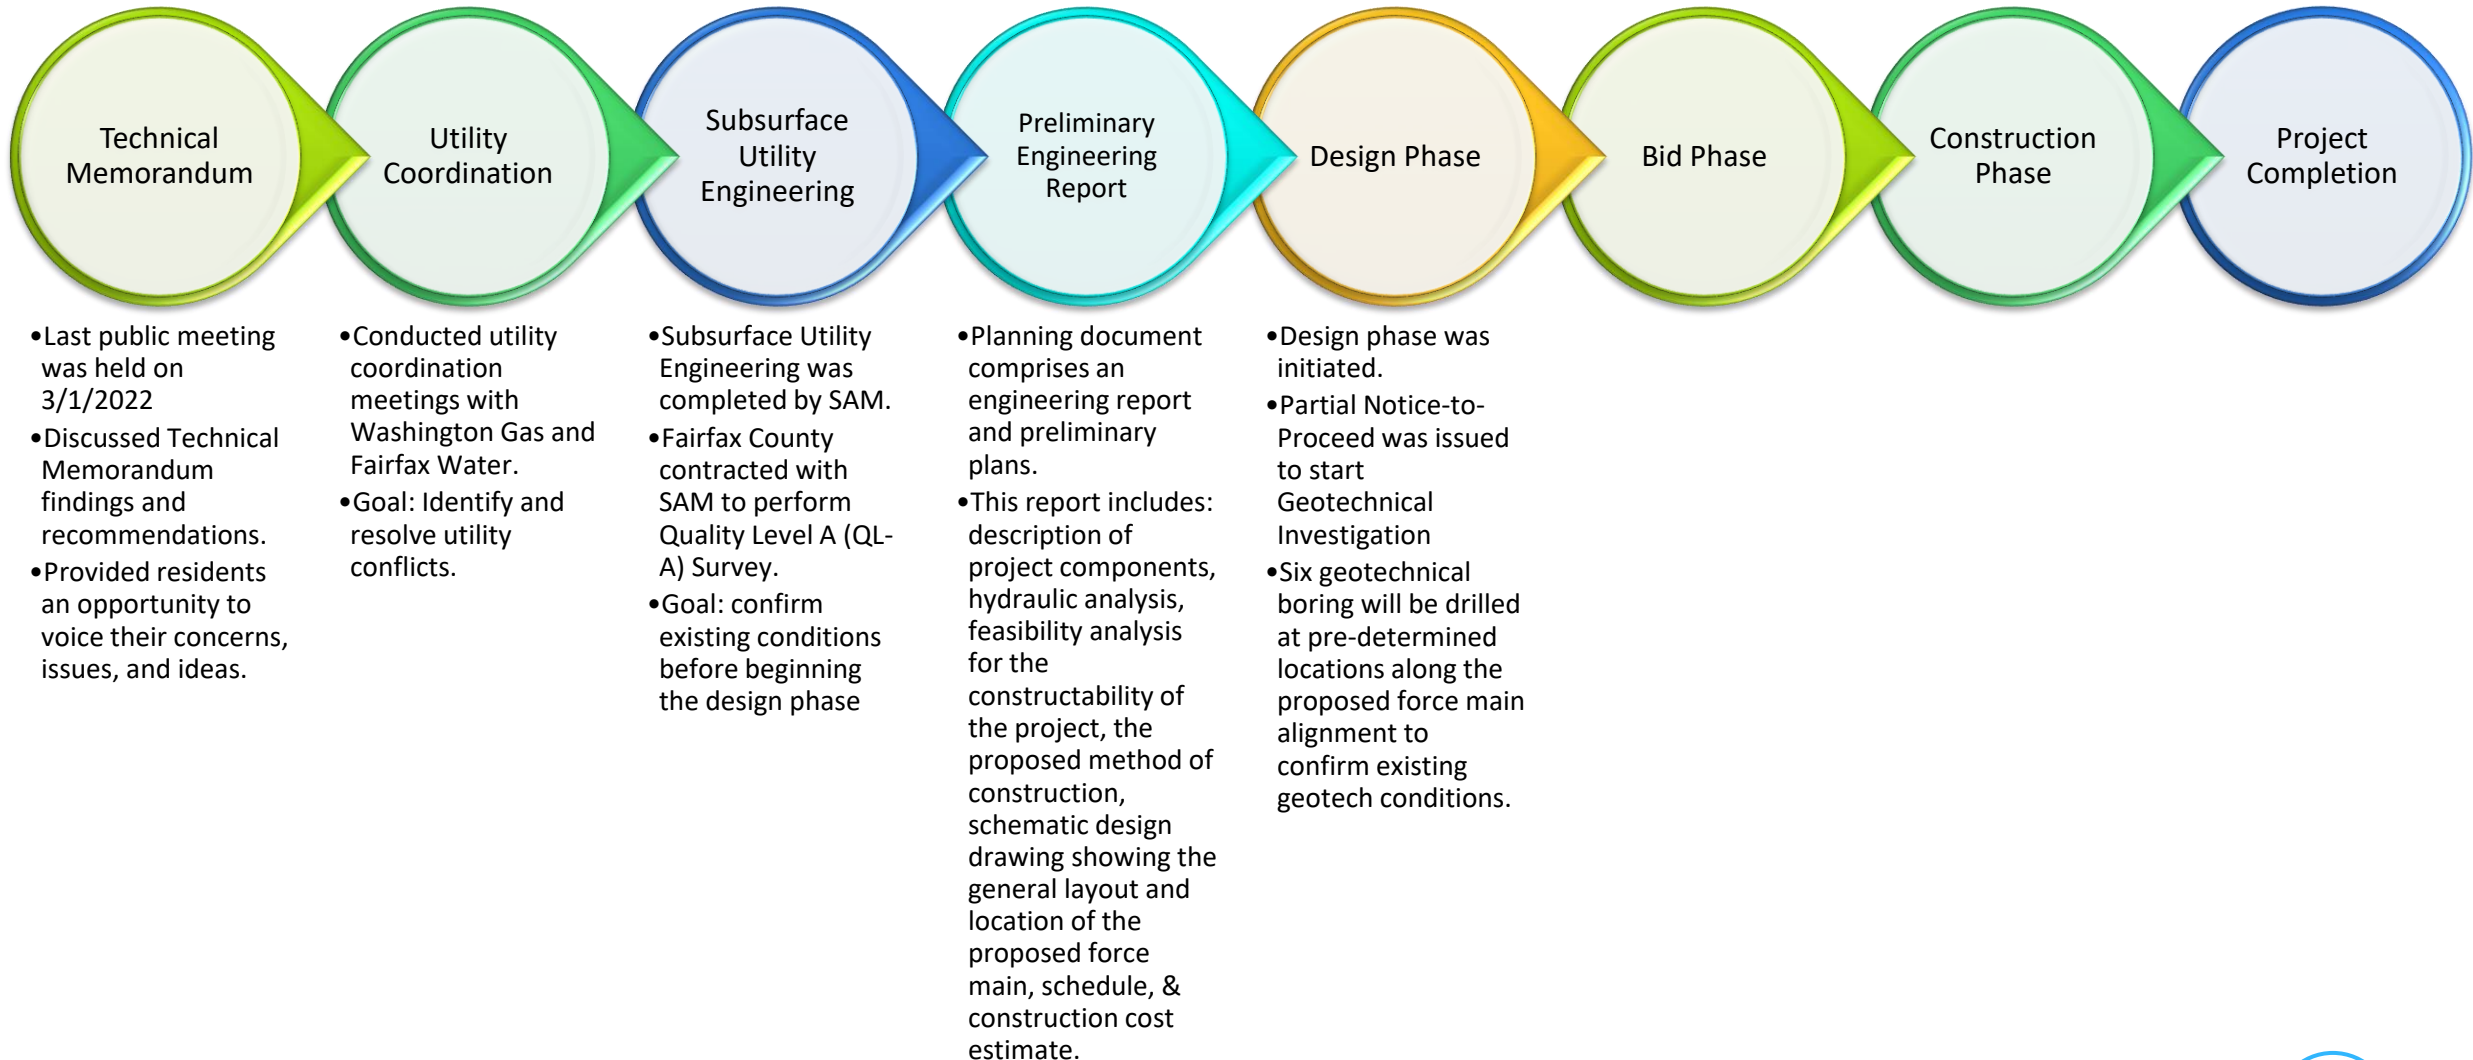 Technical
Memorandum
Utility
Coordination
Subsurface
Utility
Engineering
Preliminary
Engineering
Report
Design Phase
Bid Phase
Construction
Phase
Project
Completion
•Last public meeting
was held on
3/1/2022
•Discussed Technical
Memorandum
findings and
recommendations.
•Provided residents
an opportunity to
voice their concerns,
issues, and ideas.
•Conducted utility
coordination
meetings with
Washington Gas and
Fairfax Water.
•Goal: Identify and
resolve utility
conflicts.
•Subsurface Utility
Engineering was
completed by SAM.
•Fairfax County
contracted with
SAM to perform
Quality Level A (QL-
A) Survey.
•Goal: confirm
existing conditions
before beginning
the design phase
•Planning document
comprises an
engineering report
and preliminary
plans.
•This report includes:
description of
project components,
hydraulic analysis,
feasibility analysis
for the
constructability of
the project, the
proposed method of
construction,
schematic design
drawing showing the
general layout and
location of the
proposed force
main, schedule, &
construction cost
estimate.
•Design phase was
initiated.
•Partial Notice-to-
Proceed was issued
to start
Geotechnical
Investigation
•Six geotechnical
boring will be drilled
at pre-determined
locations along the
proposed force main
alignment to
confirm existing
geotech conditions.